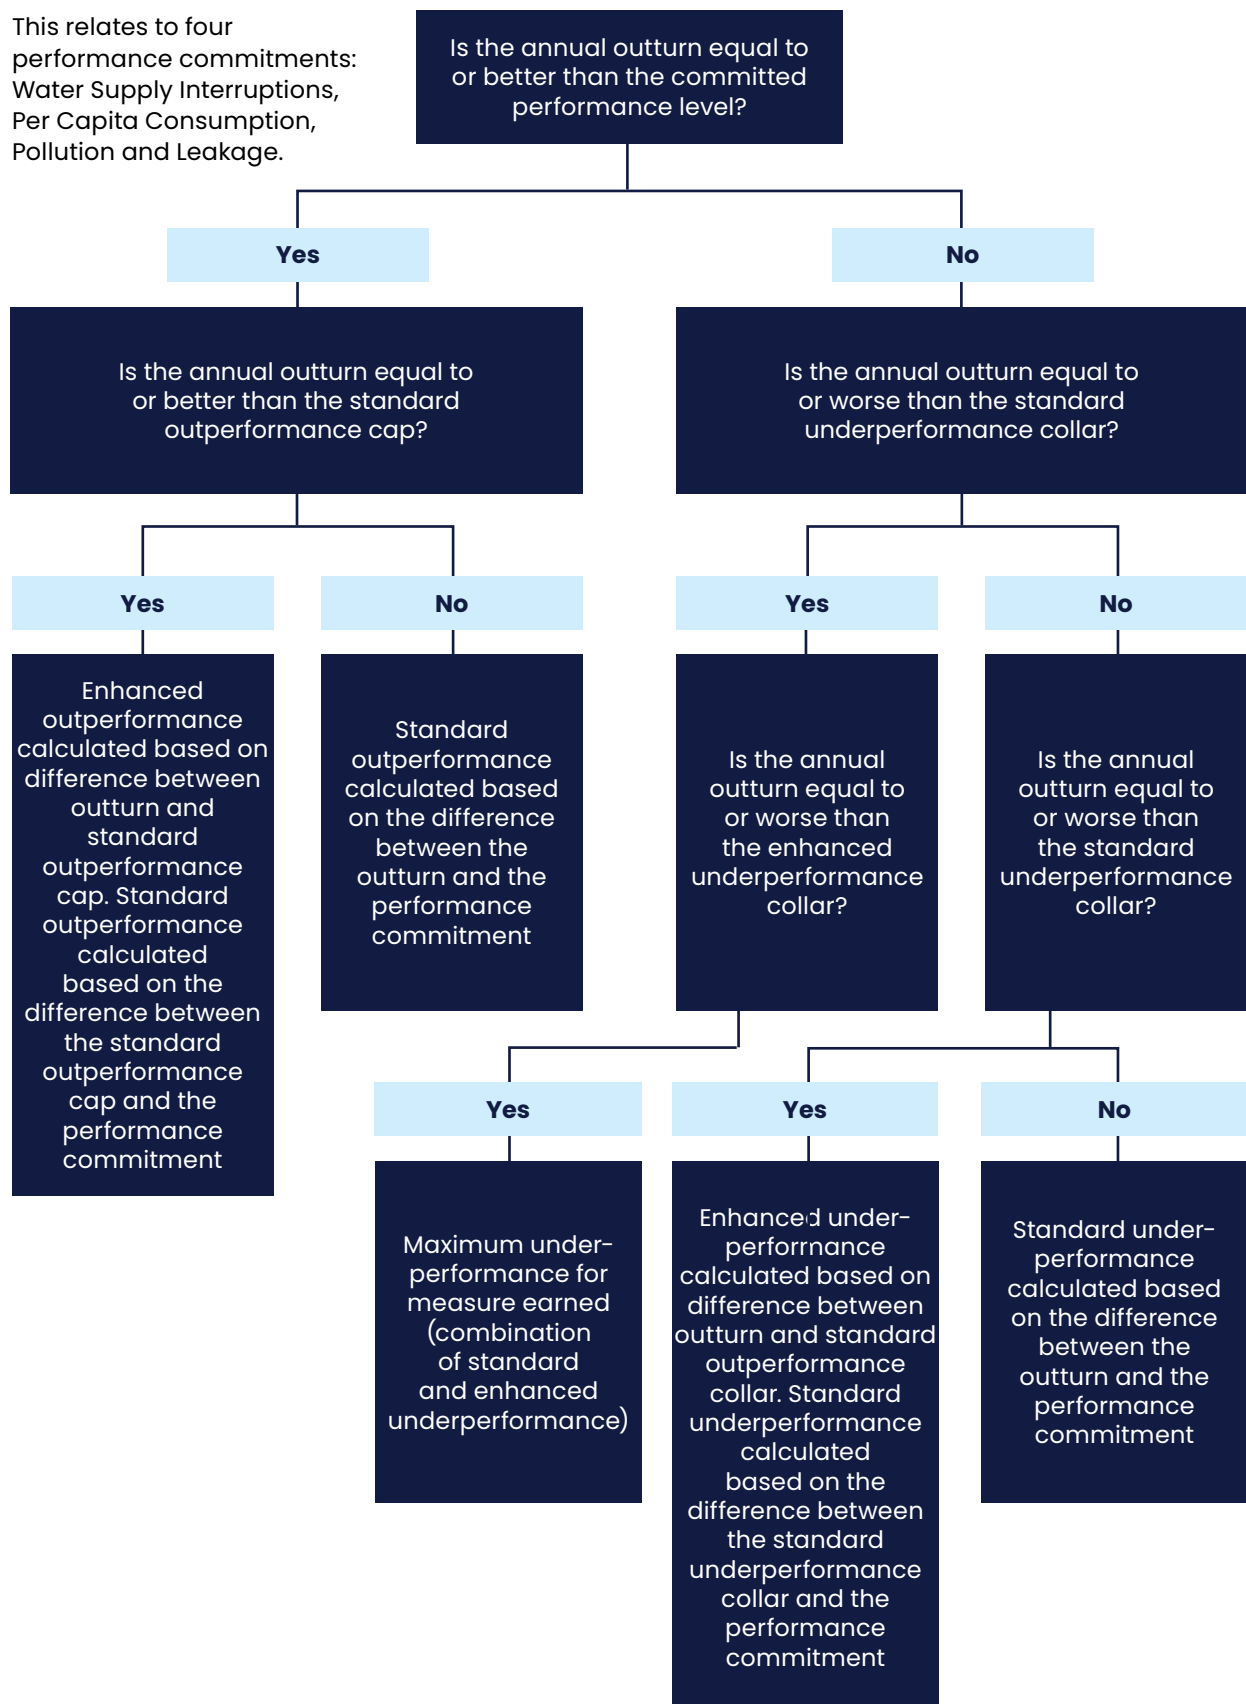 This relates to four
performance commitments:
Water Supply Interruptions,
Per Capita Consumption,
Pollution and Leakage.
Is the annual outturn equal to
or better than the committed
performance level?
Yes
No
Is the annual outturn equal to
or better than the standard
outperformance cap?
Is the annual outturn equal to
or worse than the standard
underperformance collar?
Yes
No
Yes
No
Enhanced
outperformance
calculated based on
difference between
outturn and
standard
outperformance
cap. Standard
outperformance
calculated
based on the
difference between
the standard
outperformance
cap and the
performance
commitment
Standard
outperformance
calculated based
on the difference
between the
outturn and the
performance
commitment
Is the annual
outturn equal to
or worse than
the enhanced
underperformance
collar?
Is the annual
outturn equal to
or worse than
the standard
underperformance
collar?
Yes
Yes
No
Maximum under-
performance for
measure earned
(combination
of standard
and enhanced
underperformance)
Enhanced under-
performance
calculated based on
difference between
outturn and standard
outperformance
collar. Standard
underperformance
calculated
based on the
difference between
the standard
underperformance
collar and the
performance
commitment
Standard under-
performance
calculated based
on the difference
between the
outturn and the
performance
commitment